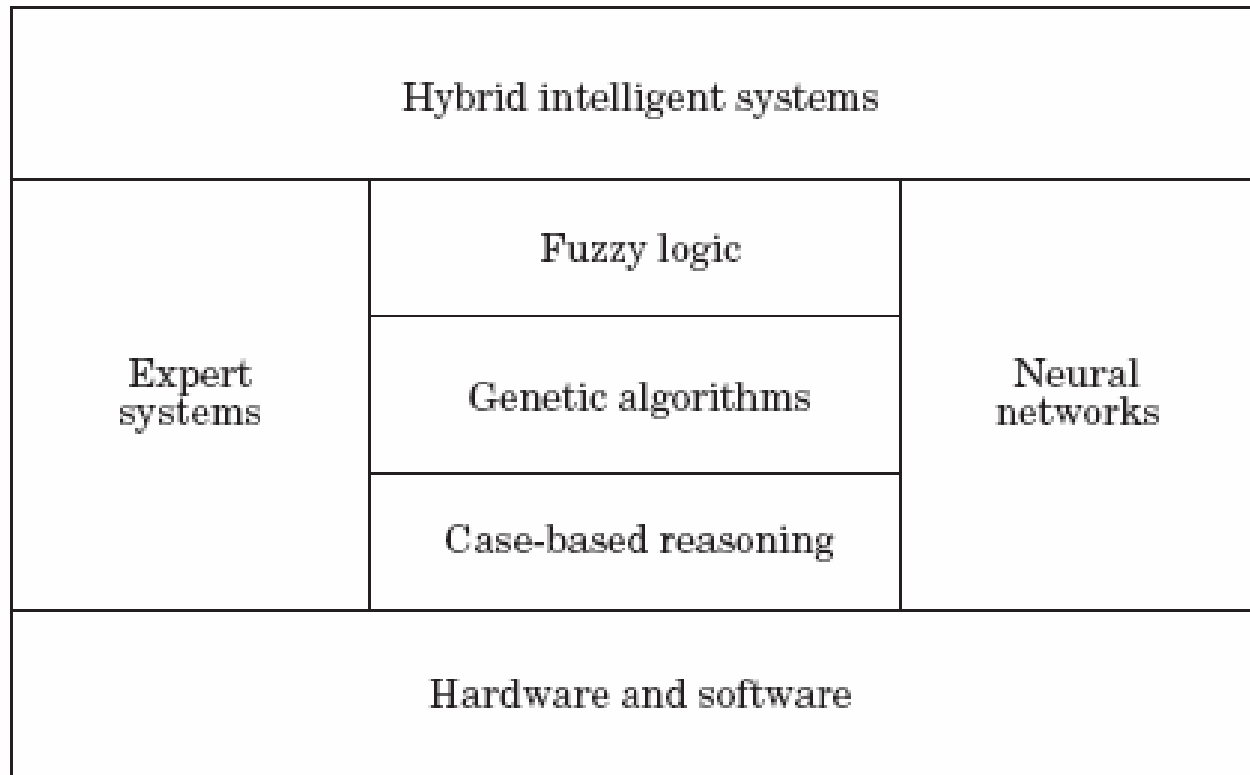 Hybrid intelligent systems
Fuzzy logic
Expert
systems
Genetic algorithms
Neural
networks
Case-based reasoning
Hardware and software